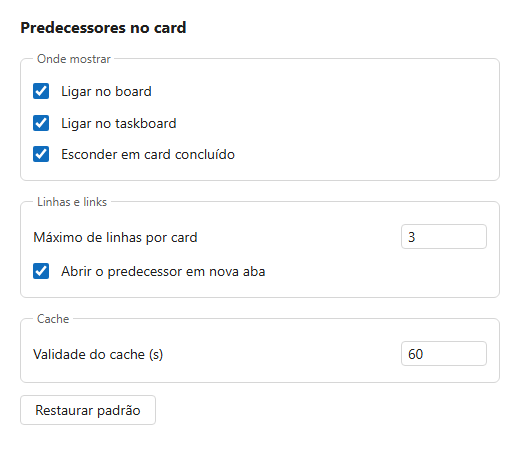 Predecessores no card
Onde mostrar
Ligar no board
Ligar no taskboard
Esconder em card concluído
Linhas e links
Máximo de linhas por card 3
Abrir o predecessor em nova aba
Cache
Validade do cache (s) 60
Restaurar padrão